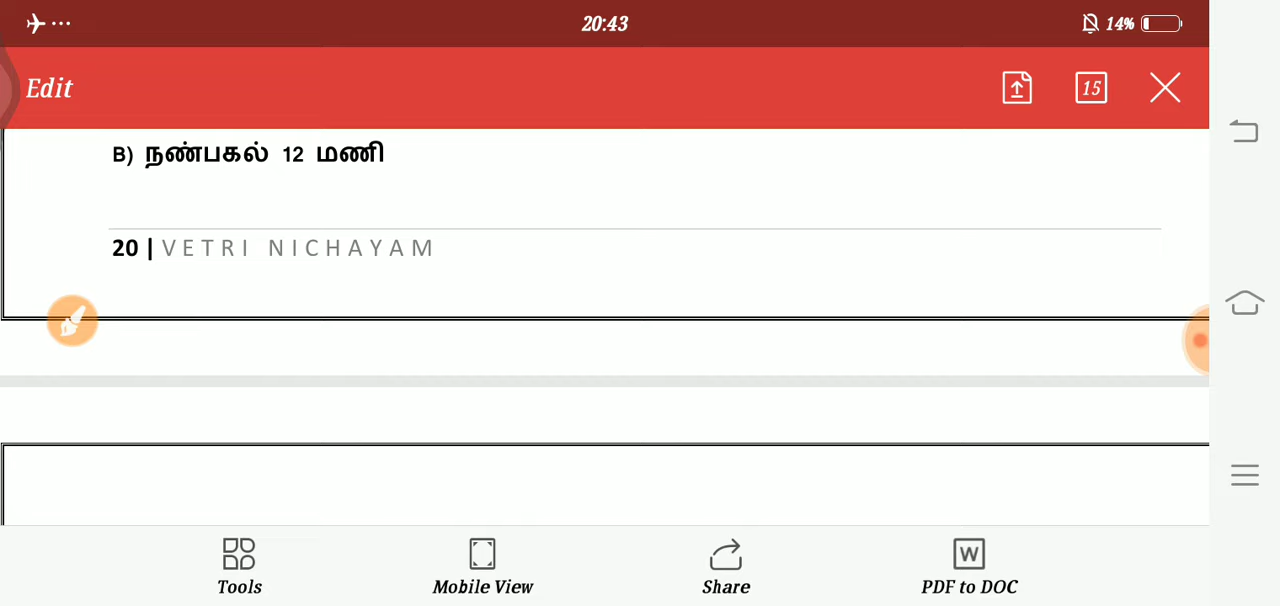 20:43
14%
Edit
15
B) நண்பகல் 12 மணி
20 | VETRI NICHAYAM
W
Tools
Mobile View
Share
PDF to DOC